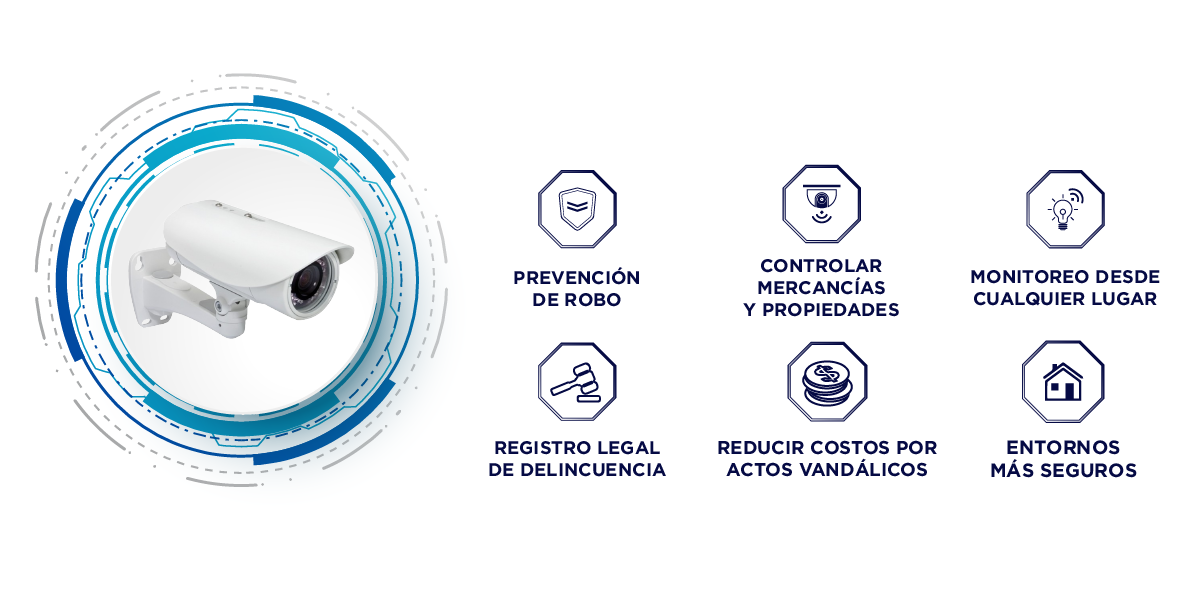 PREVENCIÓN
DE ROBO
CONTROLAR
MERCANCÍAS
Y PROPIEDADES
MONITOREO DESDE
CUALQUIER LUGAR
REGISTRO LEGAL
DE DELINCUENCIA
REDUCIR COSTOS POR
ACTOS VANDÁLICOS
ENTORNOS
MÁS SEGUROS